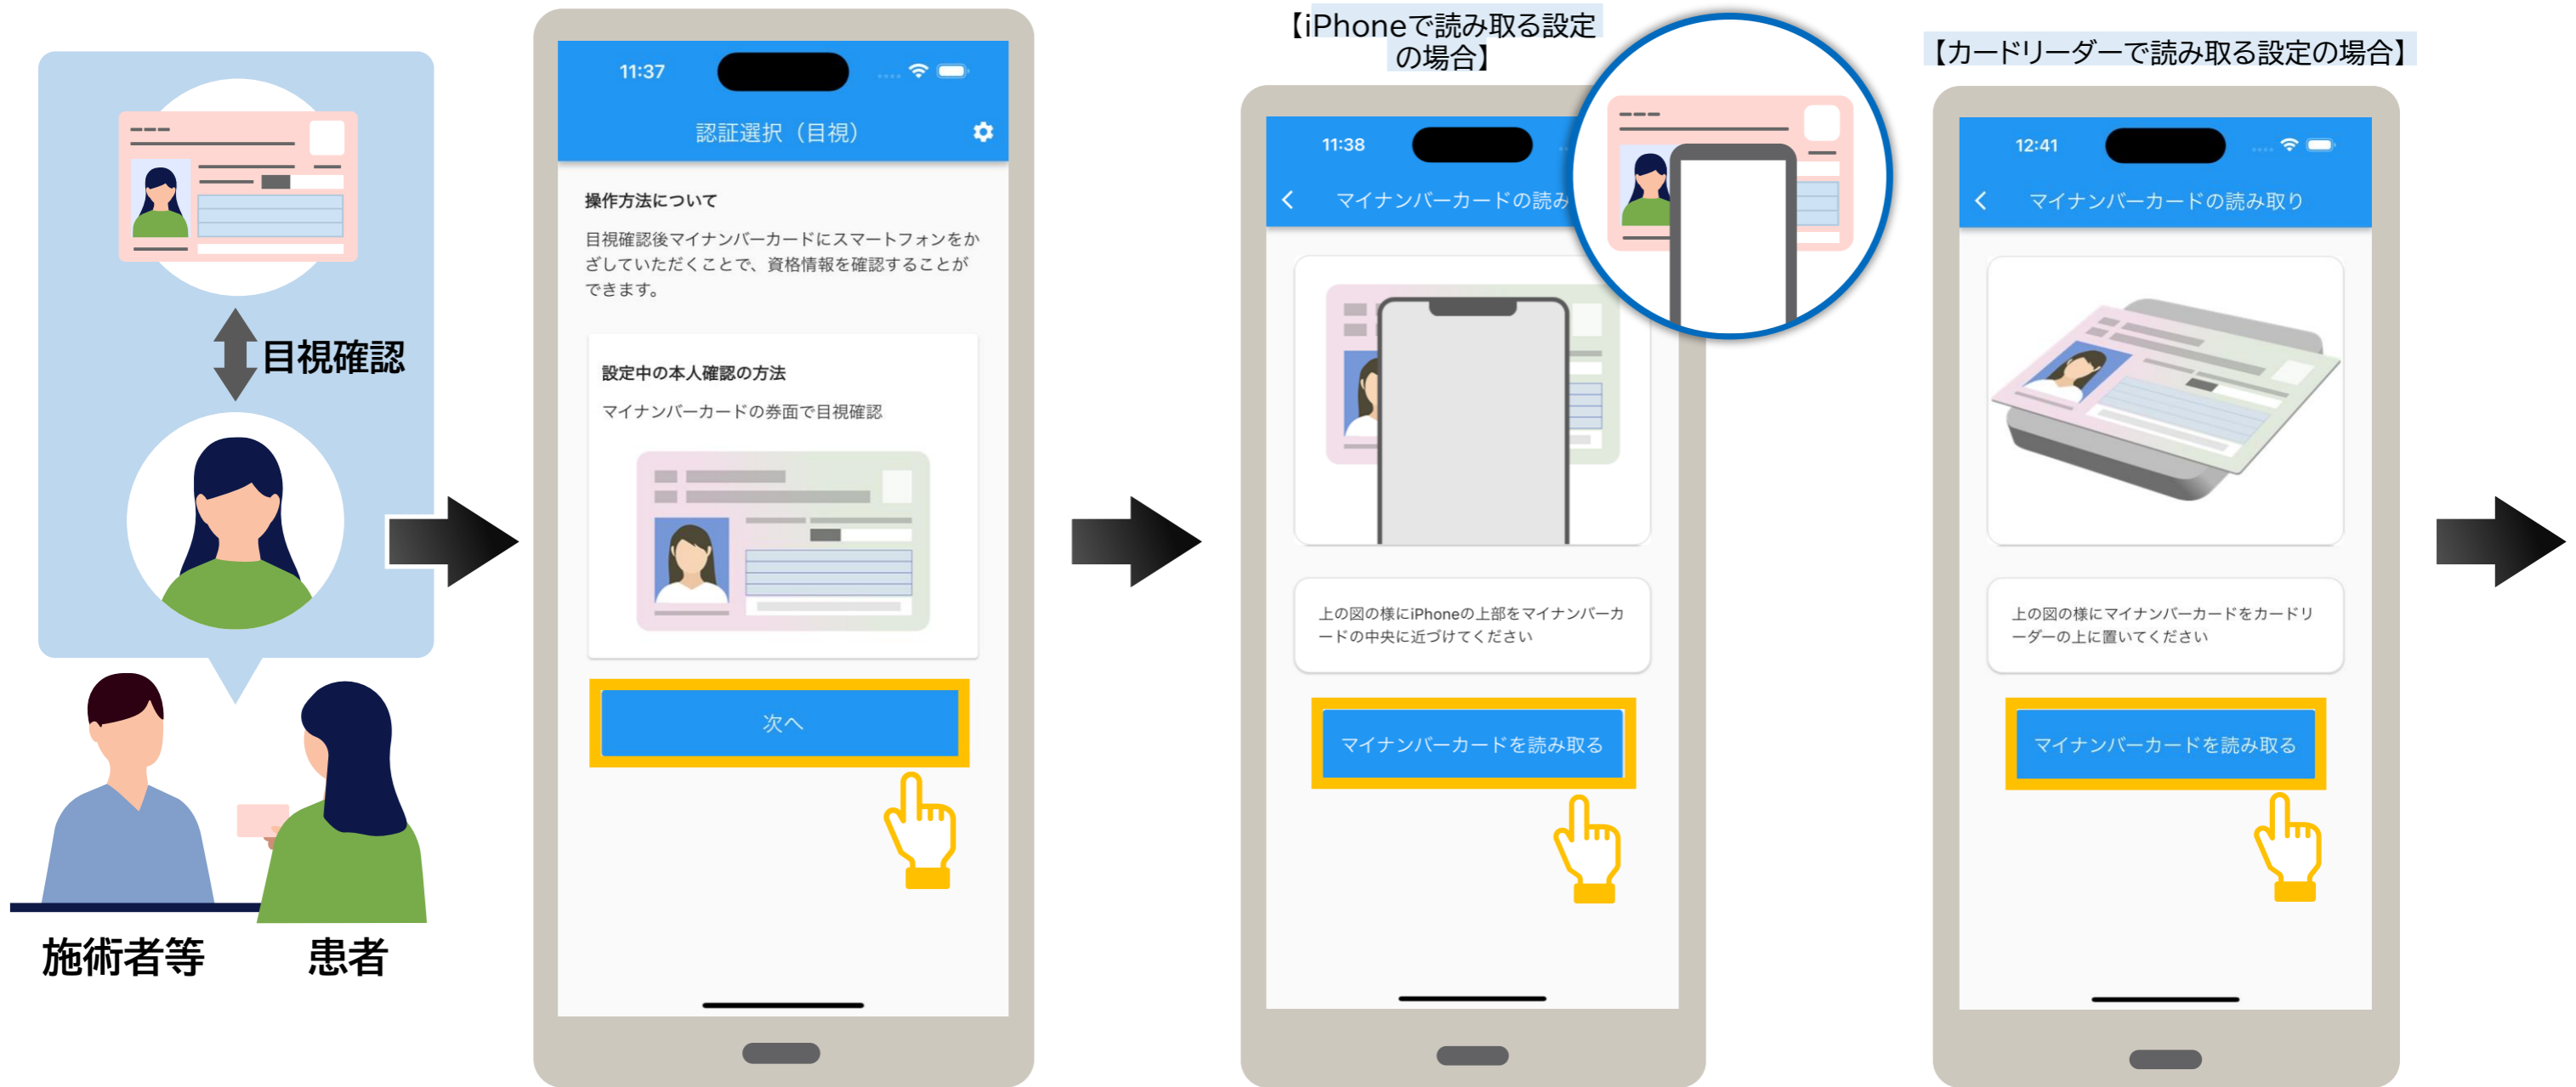 目視確認
施術者等
患者
11:37
認証選択（目視）
操作方法について
目視確認後マイナンバーカードにスマートフォンをか
ざしていただくことで、資格情報を確認することが
できます。
設定中の本人確認の方法
マイナンバーカードの券面で目視確認
次へ
【iPhoneで読み取る設定
の場合】
11:38
マイナンバーカードの読み
上の図の様にiPhoneの上部をマイナンバーカ
ードの中央に近づけてください
マイナンバーカードを読み取る
【カードリーダーで読み取る設定の場合】
12:41
マイナンバーカードの読み取り
上の図の様にマイナンバーカードをカードリ
ーダーの上に置いてください
マイナンバーカードを読み取る